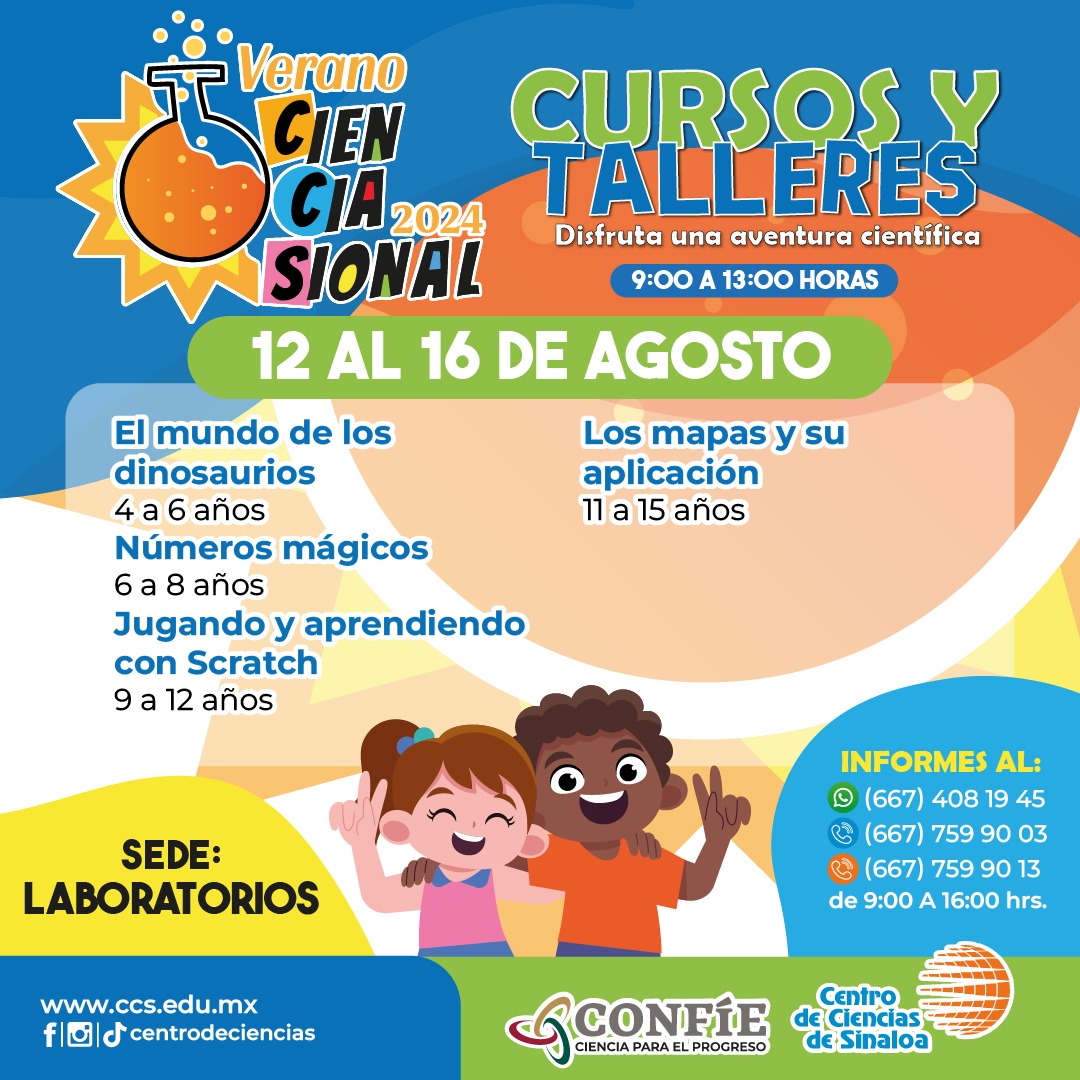 Verano
CIEN
CIA
2024
SIONAL
CURSOS Y
TALLERES
Disfruta una aventura científica
9:00 A 13:00 HORAS
12 AL 16 DE AGOSTO
El mundo de los
dinosaurios
4 a 6 años
Números mágicos
6 a 8 años
Jugando y aprendiendo
con Scratch
9 a 12 años
Los mapas y su
aplicación
11 a 15 años
SEDE:
LABORATORIOS
INFORMES AL:
(667) 408 19 45
(667) 759 90 03
(667) 759 90 13
de 9:00 A 16:00 hrs.
www.ccs.edu.mx
centrodeciencias
CONFÍE
CIENCIA PARA EL PROGRESO
Centro
de Ciencias
de Sinaloa